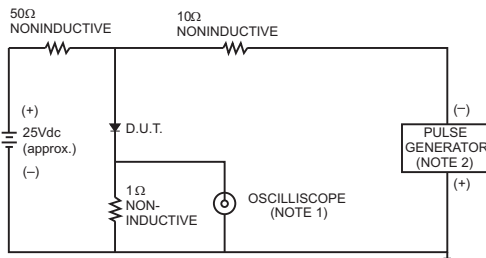 50Ω
NONINDUCTIVE
10Ω
NONINDUCTIVE
(+)
25Vdc
(approx.)
(–)
D.U.T.
1Ω
NON-
INDUCTIVE
OSCILLISCOPE
(NOTE 1)
(–)
PULSE
GENERATOR
(NOTE 2)
(+)